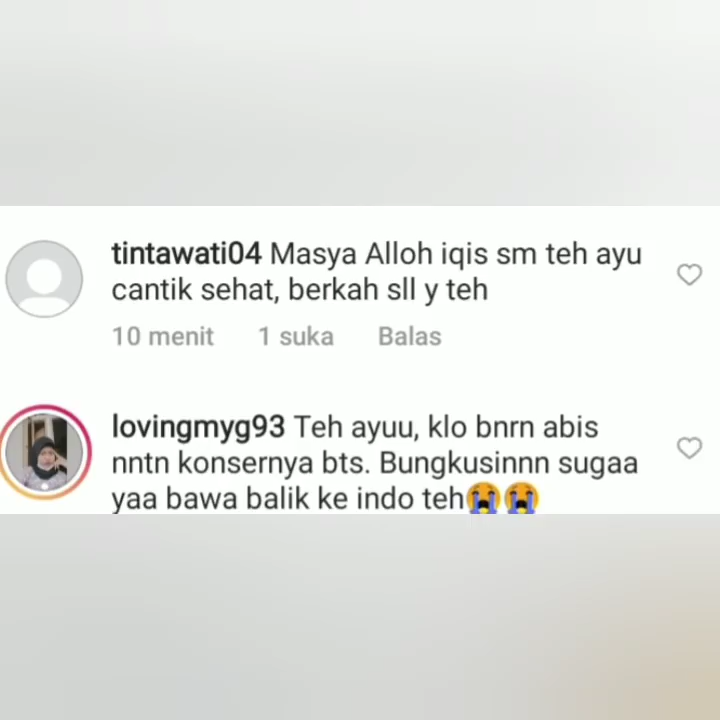 tintawati04 Masya Alloh iqis sm teh ayu
cantik sehat, berkah sll y teh
10 menit 1 suka Balas
lovingmyg93 Teh ayuu, klo bnrn abis
nntn konsernya bts. Bungkusinnn sugaa
yaa bawa balik ke indo teh😭😭